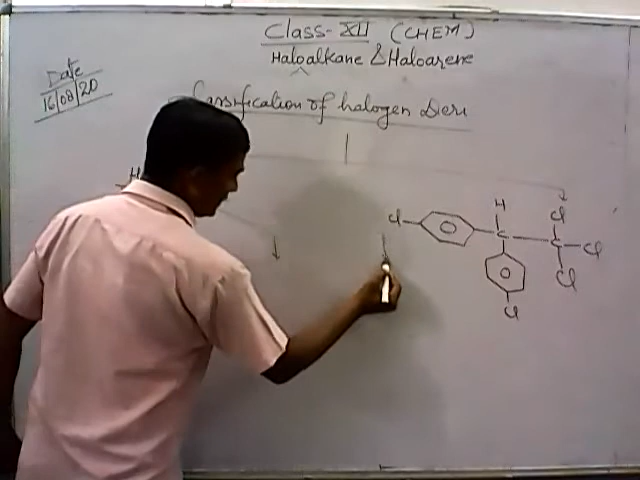 Class-XII (CHEM)
Haloalkane & Haloarene
Date
16/08/20
Classification of halogen Deri
H
Cl
Cl
C
C
Cl
Cl
Cl